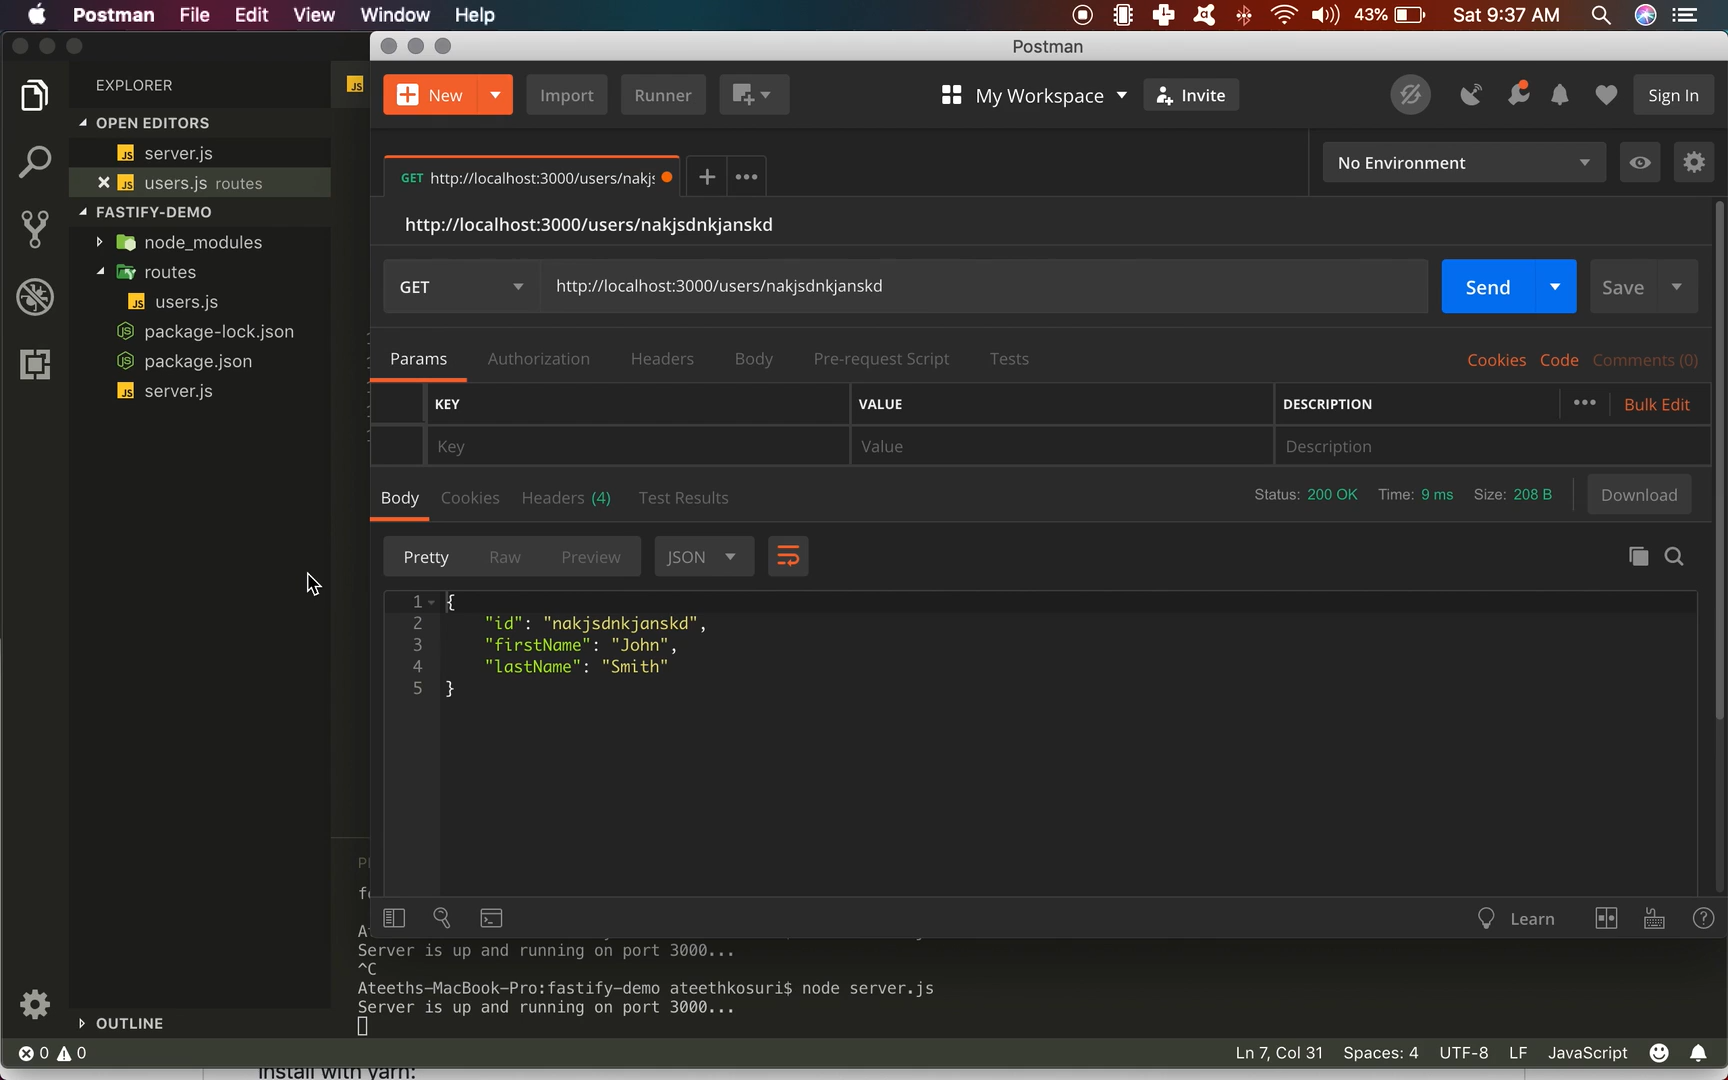 Postman File Edit View Window Help 43% Sat 9:37 AM
Postman
EXPLORER
OPEN EDITORS
server.js
users.js routes
FASTIFY-DEMO
node_modules
routes
users.js
package-lock.json
package.json
server.js
OUTLINE
New Import Runner My Workspace Invite Sign In
GET http://localhost:3000/users/nakjs
No Environment
http://localhost:3000/users/nakjsdnkjanskd
GET http://localhost:3000/users/nakjsdnkjanskd Send Save
Params Authorization Headers Body Pre-request Script Tests Cookies Code Comments (0)
KEY VALUE DESCRIPTION Bulk Edit
Key Value Description
Body Cookies Headers (4) Test Results Status: 200 OK Time: 9 ms Size: 208 B Download
Pretty Raw Preview JSON
1 {
2 "id": "nakjsdnkjanskd",
3 "firstName": "John",
4 "lastName": "Smith"
5 }
Learn
Server is up and running on port 3000...
^C
Ateeths-MacBook-Pro:fastify-demo ateethkosuri$ node server.js
Server is up and running on port 3000...
0 0 Ln 7, Col 31 Spaces: 4 UTF-8 LF JavaScript
Install with yarn: